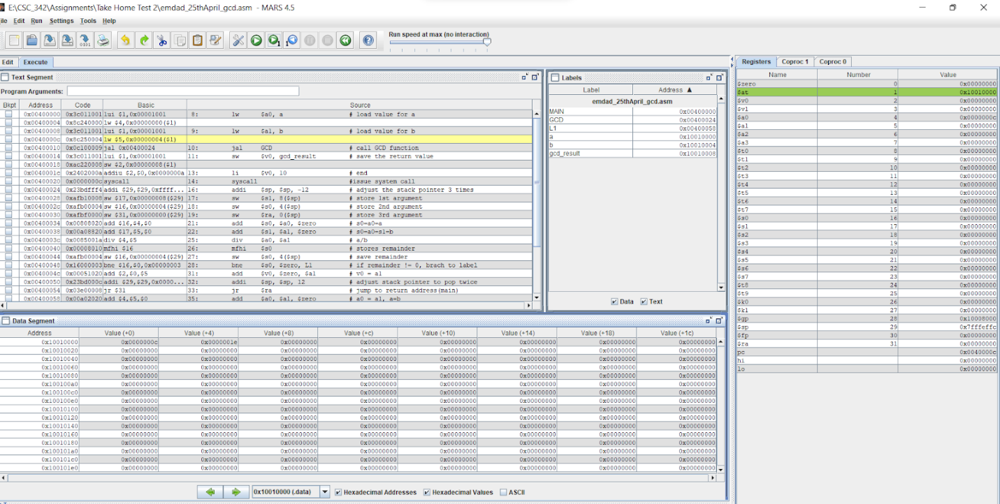 E:\CSC_342\Assignments\Take Home Test 2\emdad_25thApril_gcd.asm - MARS 4.5
ile Edit Run Settings Tools Help
Run speed at max (no interaction)
Edit Execute
Text Segment
Program Arguments:
Bkpt Address Code Basic Source
0x00400000 0x3c011001 lui $1,0x00001001 8: lw $a0, a # load value for a
0x00400004 0x8c240000 lw $4,0x00000000($1)
0x00400008 0x3c011001 lui $1,0x00001001 9: lw $a1, b # load value for b
0x0040000c 0x8c250004 lw $5,0x00000004($1)
0x00400010 0x0c100009 jal 0x00400024 10: jal GCD # call GCD function
0x00400014 0x3c011001 lui $1,0x00001001 11: sw $v0, gcd_result # save the return value
0x00400018 0xac220008 sw $2,0x00000008($1)
0x0040001c 0x2402000a addiu $2,$0,0x0000000a 13: li $v0, 10 # end
0x00400020 0x0000000c syscall 14: syscall #issue system call
0x00400024 0x23bdfff4 addi $29,$29,0xffff... 16: addi $sp, $sp, -12 # adjust the stack pointer 3 times
0x00400028 0xafb10008 sw $17,0x00000008($29) 17: sw $s1, 8($sp) # store 1st argument
0x0040002c 0xafb00004 sw $16,0x00000004($29) 18: sw $s0, 4($sp) # store 2nd argument
0x00400030 0xafbf0000 sw $31,0x00000000($29) 19: sw $ra, 0($sp) # store 3rd argument
0x00400034 0x00808020 add $16,$4,$0 21: add $s0, $a0, $zero # s0=a0=a
0x00400038 0x00a08820 add $17,$5,$0 22: add $s1, $a1, $zero # s0=a0=s1=b
0x0040003c 0x0085001a div $4,$5 25: div $a0, $a1 # a/b
0x00400040 0x00008010 mfhi $16 26: mfhi $s0 # stores remainder
0x00400044 0xafb00004 sw $16,0x00000004($29) 27: sw $s0, 4($sp) # save remainder
0x00400048 0x16000003 bne $16,$0,0x00000003 28: bne $s0, $zero, L1 # if remainder != 0, brach to label
0x0040004c 0x00051020 add $2,$0,$5 31: add $v0, $zero, $a1 # v0 = a1
0x00400050 0x23bd000c addi $29,$29,0x0000... 32: addi $sp, $sp, 12 # adjust stack pointer to pop twice
0x00400054 0x03e00008 jr $31 33: jr $ra # jump to return address(main)
0x00400058 0x00a02020 add $4,$5,$0 35: add $a0, $a1, $zero # a0 = a1, a=b
Labels
Label Address ▲
emdad_25thApril_gcd.asm
MAIN 0x00400000
GCD 0x00400024
L1 0x00400058
a 0x10010000
b 0x10010004
gcd_result 0x10010008
Data Text
Data Segment
Address Value (+0) Value (+4) Value (+8) Value (+c) Value (+10) Value (+14) Value (+18) Value (+1c)
0x10010000 0x0000000c 0x0000001e 0x00000000 0x00000000 0x00000000 0x00000000 0x00000000 0x00000000
0x10010020 0x00000000 0x00000000 0x00000000 0x00000000 0x00000000 0x00000000 0x00000000 0x00000000
0x10010040 0x00000000 0x00000000 0x00000000 0x00000000 0x00000000 0x00000000 0x00000000 0x00000000
0x10010060 0x00000000 0x00000000 0x00000000 0x00000000 0x00000000 0x00000000 0x00000000 0x00000000
0x10010080 0x00000000 0x00000000 0x00000000 0x00000000 0x00000000 0x00000000 0x00000000 0x00000000
0x100100a0 0x00000000 0x00000000 0x00000000 0x00000000 0x00000000 0x00000000 0x00000000 0x00000000
0x100100c0 0x00000000 0x00000000 0x00000000 0x00000000 0x00000000 0x00000000 0x00000000 0x00000000
0x100100e0 0x00000000 0x00000000 0x00000000 0x00000000 0x00000000 0x00000000 0x00000000 0x00000000
0x10010100 0x00000000 0x00000000 0x00000000 0x00000000 0x00000000 0x00000000 0x00000000 0x00000000
0x10010120 0x00000000 0x00000000 0x00000000 0x00000000 0x00000000 0x00000000 0x00000000 0x00000000
0x10010140 0x00000000 0x00000000 0x00000000 0x00000000 0x00000000 0x00000000 0x00000000 0x00000000
0x10010160 0x00000000 0x00000000 0x00000000 0x00000000 0x00000000 0x00000000 0x00000000 0x00000000
0x10010180 0x00000000 0x00000000 0x00000000 0x00000000 0x00000000 0x00000000 0x00000000 0x00000000
0x100101a0 0x00000000 0x00000000 0x00000000 0x00000000 0x00000000 0x00000000 0x00000000 0x00000000
0x100101c0 0x00000000 0x00000000 0x00000000 0x00000000 0x00000000 0x00000000 0x00000000 0x00000000
0x100101e0 0x00000000 0x00000000 0x00000000 0x00000000 0x00000000 0x00000000 0x00000000 0x00000000
0x10010000 (.data) Hexadecimal Addresses Hexadecimal Values ASCII
Registers Coproc 1 Coproc 0
Name Number Value
$zero 0 0x00000000
$at 1 0x10010000
$v0 2 0x00000000
$v1 3 0x00000000
$a0 4 0x0000000c
$a1 5 0x00000000
$a2 6 0x00000000
$a3 7 0x00000000
$t0 8 0x00000000
$t1 9 0x00000000
$t2 10 0x00000000
$t3 11 0x00000000
$t4 12 0x00000000
$t5 13 0x00000000
$t6 14 0x00000000
$t7 15 0x00000000
$s0 16 0x00000000
$s1 17 0x00000000
$s2 18 0x00000000
$s3 19 0x00000000
$s4 20 0x00000000
$s5 21 0x00000000
$s6 22 0x00000000
$s7 23 0x00000000
$t8 24 0x00000000
$t9 25 0x00000000
$k0 26 0x00000000
$k1 27 0x00000000
$gp 28 0x10008000
$sp 29 0x7fffeffc
$fp 30 0x00000000
$ra 31 0x00000000
pc 0x0040000c
hi 0x00000000
lo 0x00000000